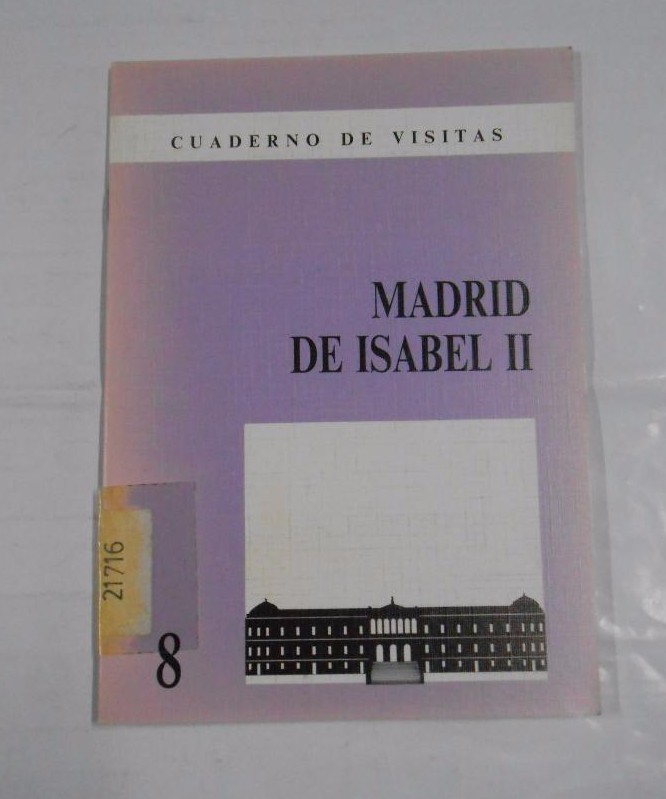 CUADERNO DE VISITAS
MADRID
DE ISABEL II
21716
8